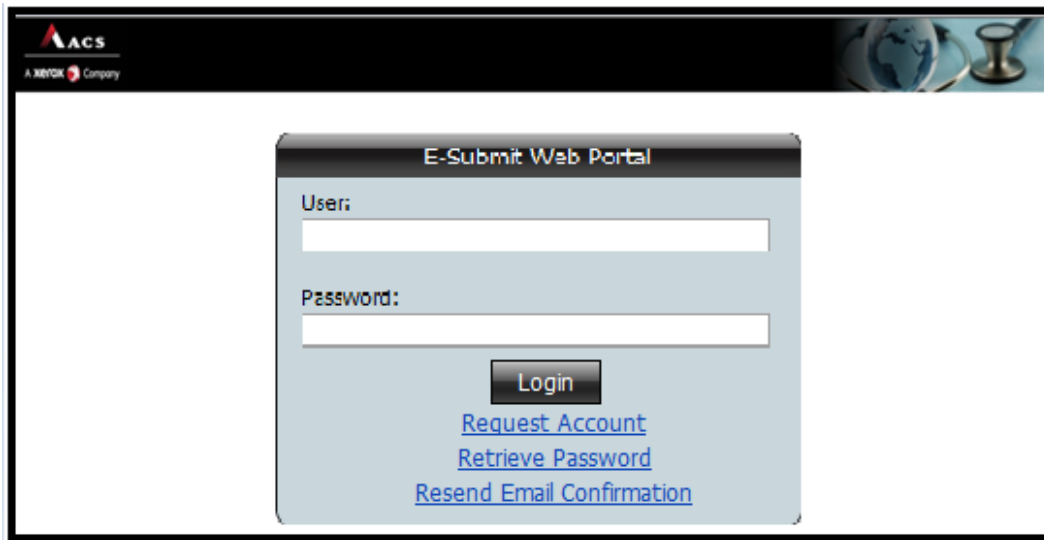 ACS
A xerox Company
E-Submit Web Portal
User:
Password:
Login
Request Account
Retrieve Password
Resend Email Confirmation